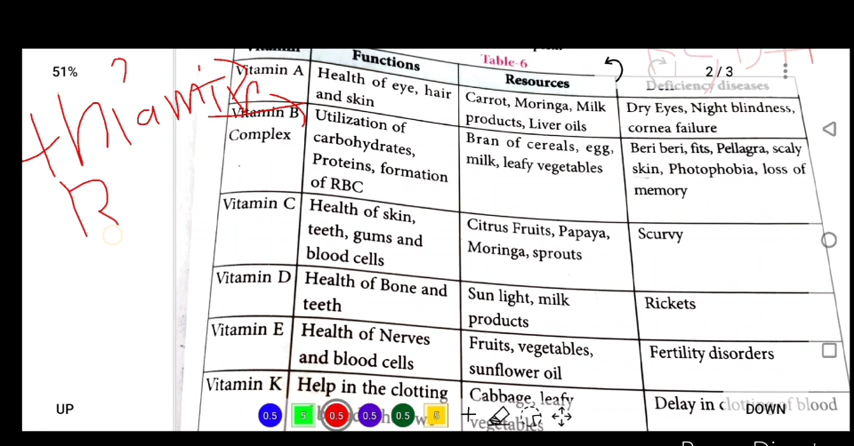 Table-6
Functions
Resources
Deficiency diseases
51%
2/3
thiamin
B
Vitamin A
Health of eye, hair
and skin
Carrot, Moringa, Milk
products, Liver oils
Dry Eyes, Night blindness,
cornea failure
Vitamin B
Complex
Utilization of
carbohydrates,
Proteins, formation
of RBC
Bran of cereals, egg,
milk, leafy vegetables
Beri beri, fits, Pellagra, scaly
skin, Photophobia, loss of
memory
Vitamin C
Health of skin,
teeth, gums and
blood cells
Citrus Fruits, Papaya,
Moringa, sprouts
Scurvy
Vitamin D
Health of Bone and
teeth
Sun light, milk
products
Rickets
Vitamin E
Health of Nerves
and blood cells
Fruits, vegetables,
sunflower oil
Fertility disorders
Vitamin K
Help in the clotting
Cabbage, leafy
vegetables
Delay in clotting of blood
UP
DOWN
0.5
5
0.5
0.5
0.5
5